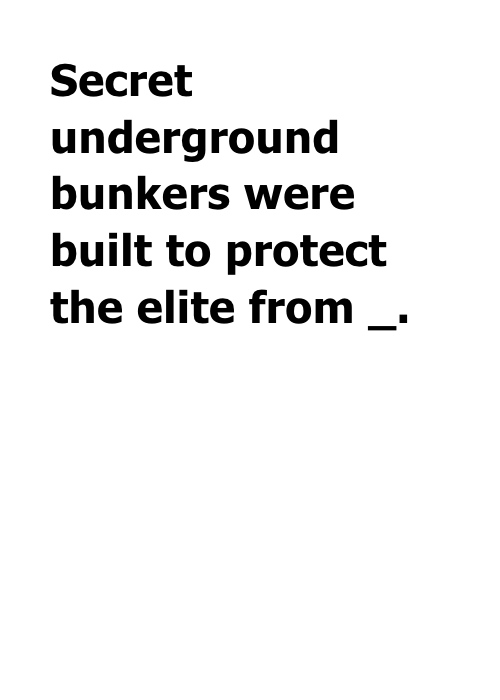 Secret
underground
bunkers were
built to protect
the elite from _.